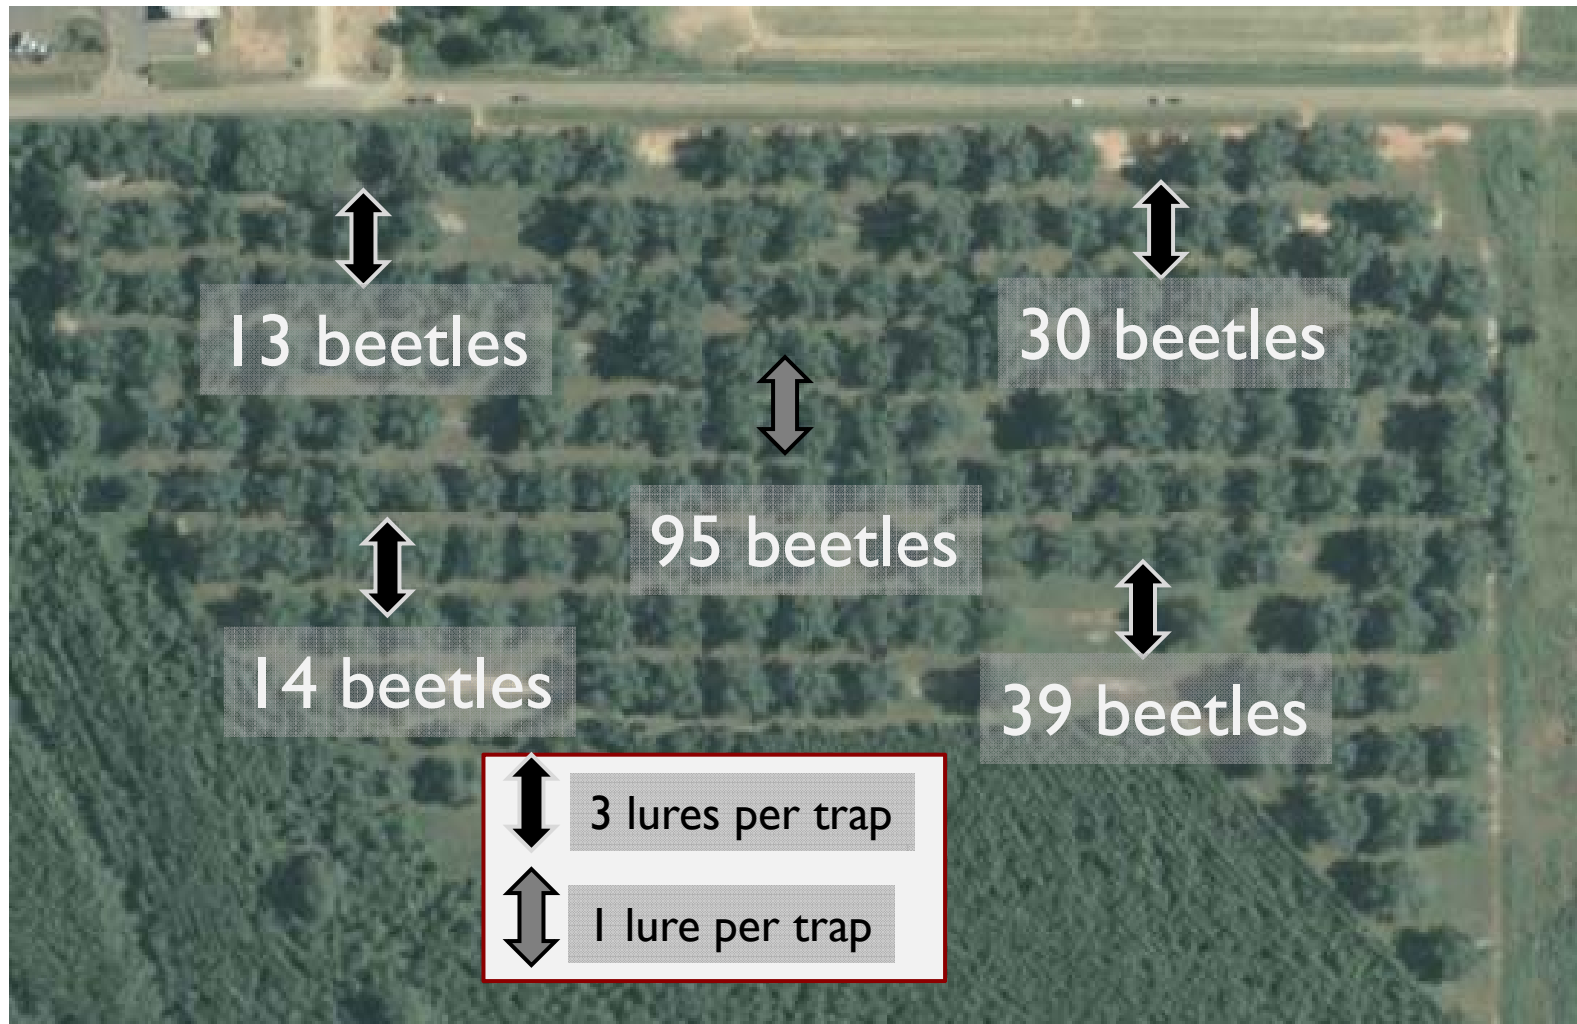 13 beetles
30 beetles
95 beetles
14 beetles
39 beetles
3 lures per trap
1 lure per trap